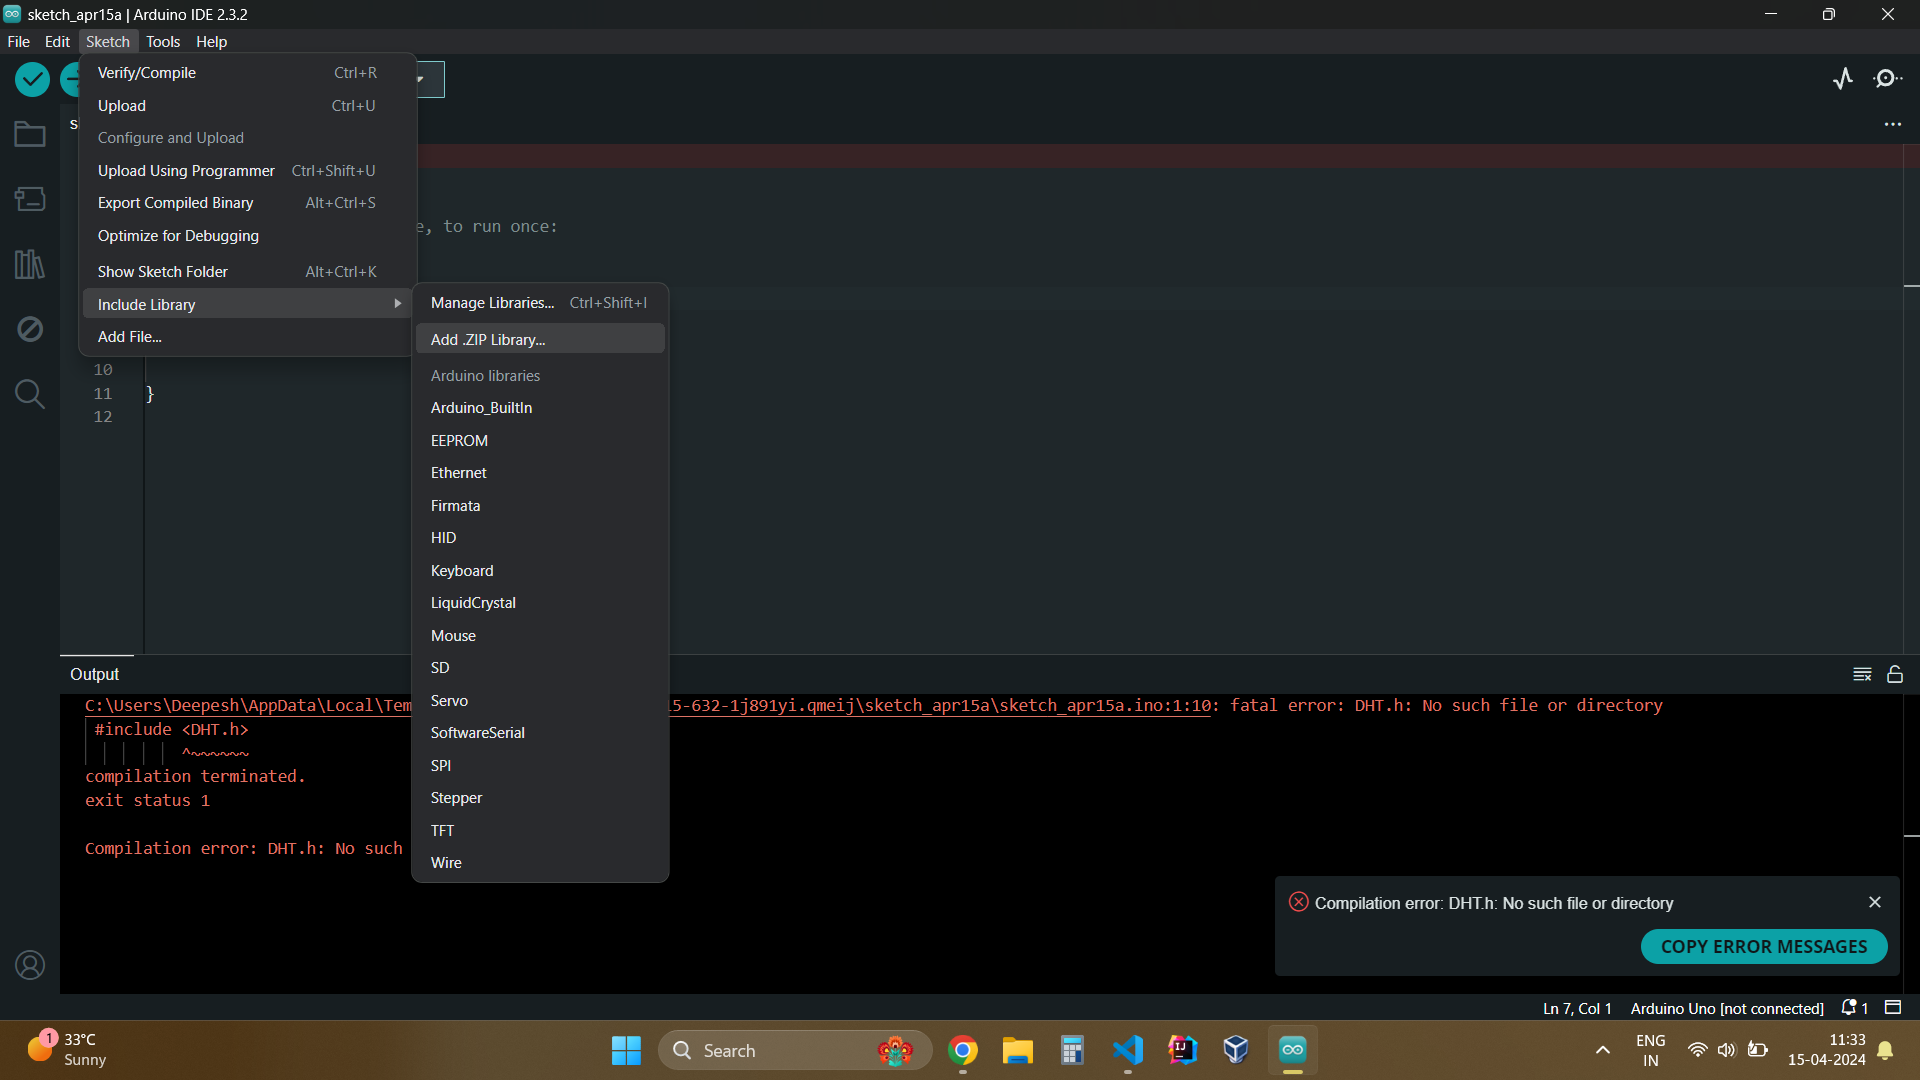 sketch_apr15a | Arduino IDE 2.3.2
File Edit Sketch Tools Help
Verify/Compile Ctrl+R
Upload Ctrl+U
Configure and Upload
Upload Using Programmer Ctrl+Shift+U
Export Compiled Binary Alt+Ctrl+S
Optimize for Debugging
Show Sketch Folder Alt+Ctrl+K
Include Library
Add File...
s
e, to run once:
Manage Libraries... Ctrl+Shift+I
Add .ZIP Library...
Arduino libraries
Arduino_BuiltIn
EEPROM
Ethernet
Firmata
HID
Keyboard
LiquidCrystal
Mouse
SD
Servo
SoftwareSerial
SPI
Stepper
TFT
Wire
10
11 }
12
Output
C:\Users\Deepesh\AppData\Local\Tem 15-632-1j891yi.qmeij\sketch_apr15a\sketch_apr15a.ino:1:10: fatal error: DHT.h: No such file or directory
#include <DHT.h>
^~~~~~~
compilation terminated.
exit status 1
Compilation error: DHT.h: No such
Compilation error: DHT.h: No such file or directory
COPY ERROR MESSAGES
Ln 7, Col 1 Arduino Uno [not connected] 1
1
33°C
Sunny
Search
IJ
ENG
IN
11:33
15-04-2024